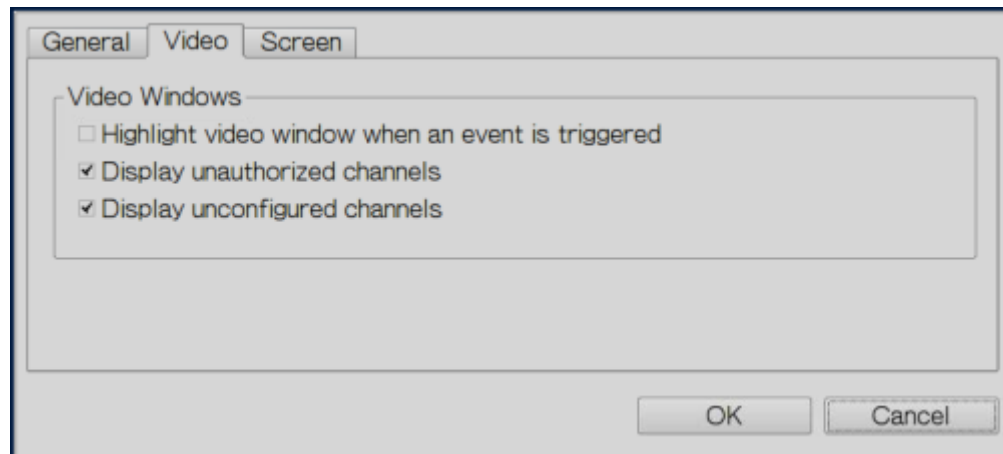 General Video Screen
Video Windows
Highlight video window when an event is triggered
Display unauthorized channels
Display unconfigured channels
OK Cancel